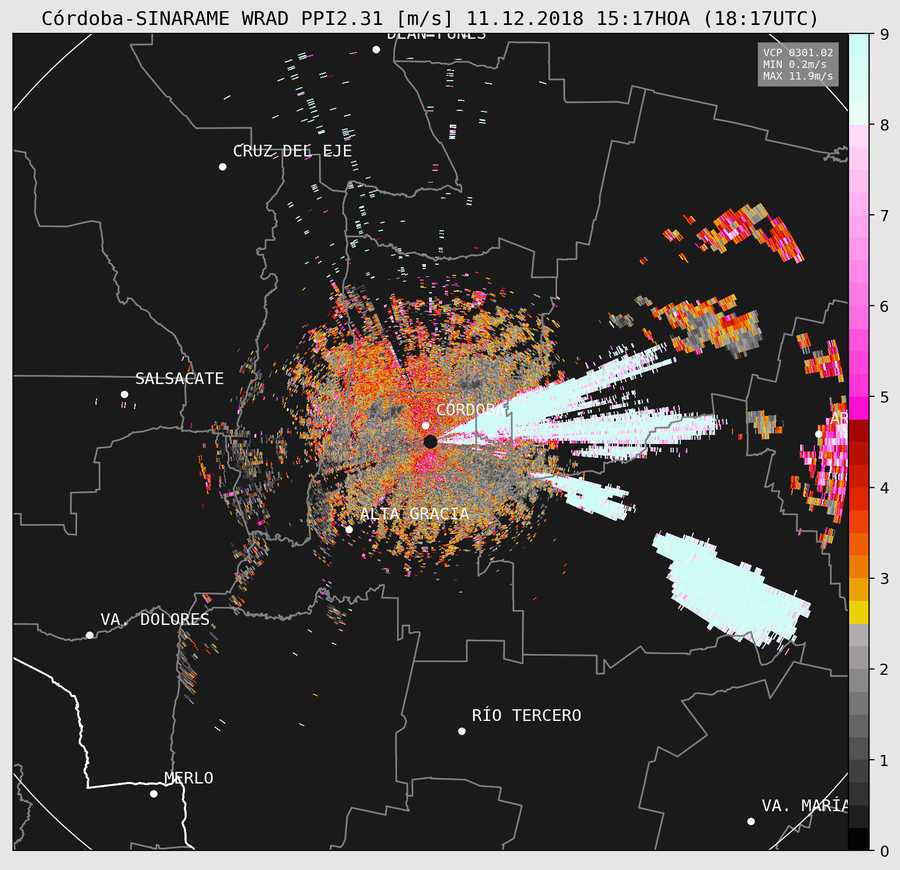 Córdoba-SINARAME WRAD PPI2.31 [m/s] 11.12.2018 15:17HOA (18:17UTC)
DEÁN FUNES
VCP 0301.02
MIN 0.2m/s
MAX 11.9m/s
CRUZ DEL EJE
SALSACATE
CÓRDOBA
AR
ALTA GRACIA
VA. DOLORES
RÍO TERCERO
MERLO
VA. MARÍA
9
8
7
6
5
4
3
2
1
0